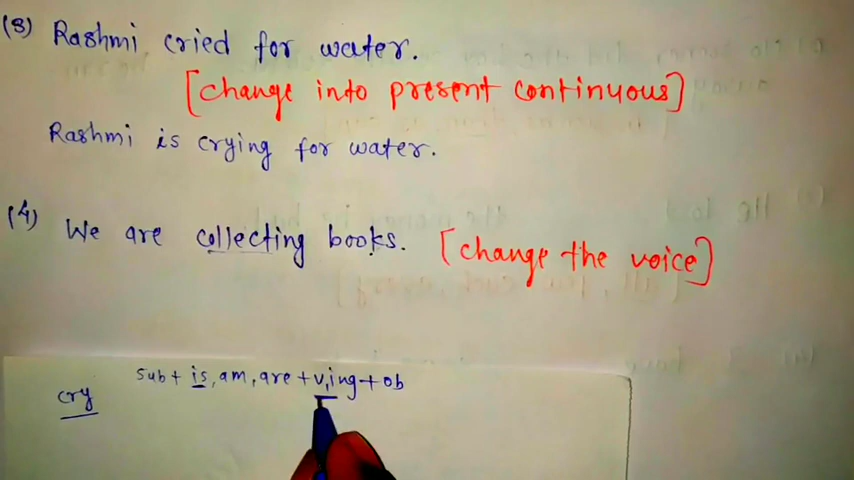 (3) Rashmi cried for water.
[change into present continuous]
Rashmi is crying for water.
(4) We are collecting books. [change the voice]
sub + is, am, are + v,ing + ob
cry